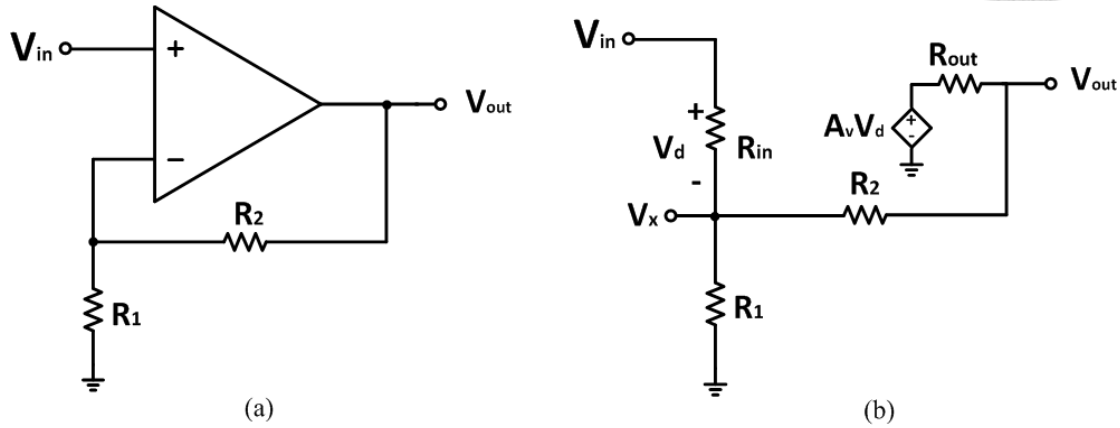 Vin
+
−
Vout
R2
R1
(a)
Vin
+
Vd
-
Rin
Rout
Vout
AvVd
+
-
R2
Vx
R1
(b)